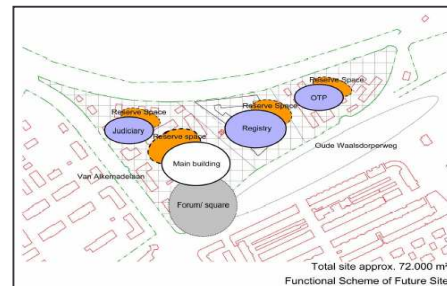 Reserve Space
OTP
Reserve Space
Reserve Space
Judiciary
Registry
Reserve space
Main building
Oude Waalsdorperweg
Van Alkemadelaan
Forum/ square
Total site approx. 72.000 m²
Functional Scheme of Future Site